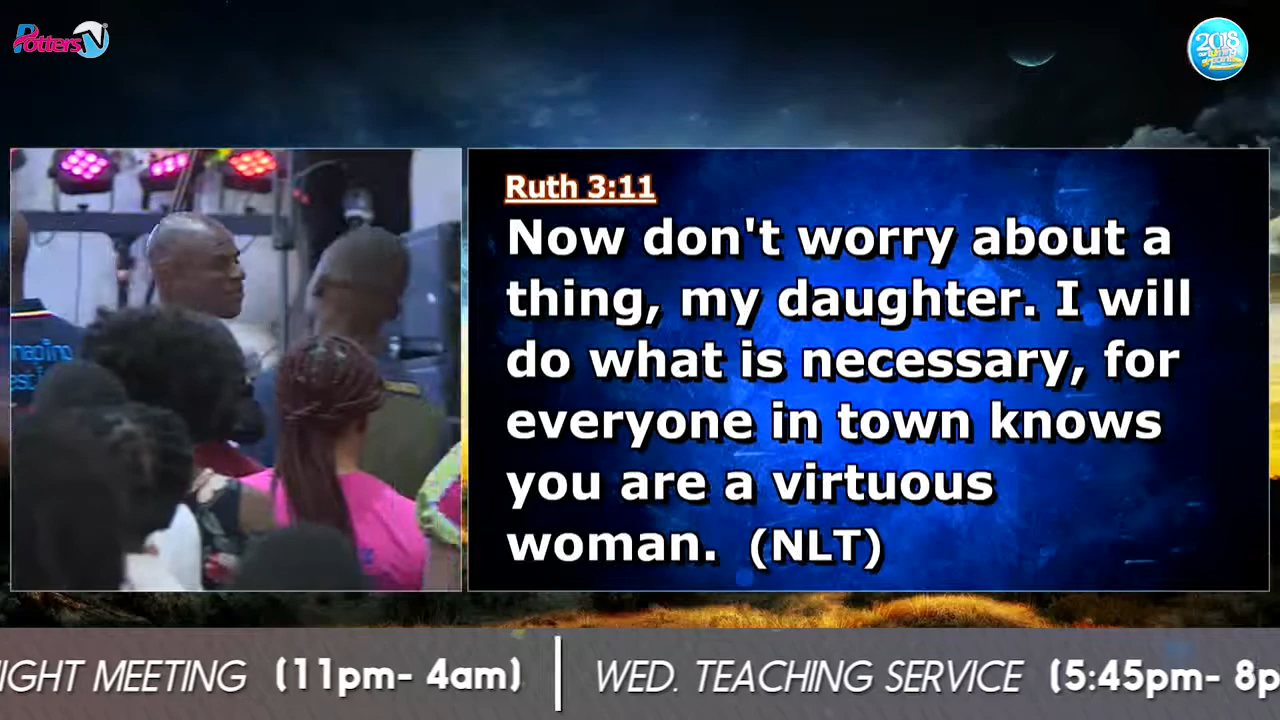 PottersTV
2018
Ruth 3:11
Now don't worry about a
thing, my daughter. I will
do what is necessary, for
everyone in town knows
you are a virtuous
woman. (NLT)
IGHT MEETING (11pm- 4am) | WED. TEACHING SERVICE (5:45pm- 8p